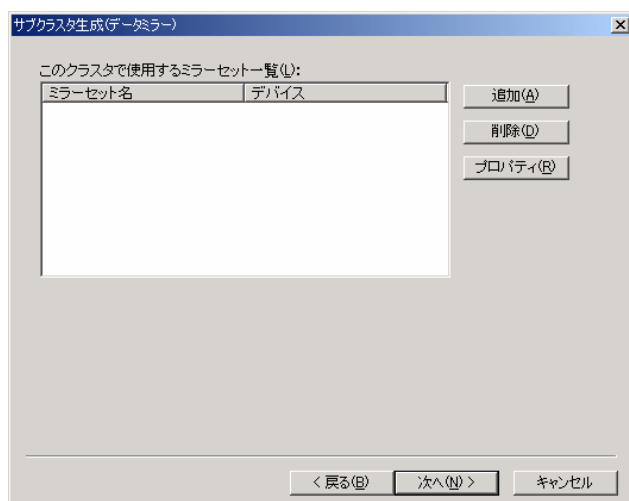 サブクラスタ生成(データミラー)
このクラスタで使用するミラーセット一覧(L):
ミラーセット名 デバイス
追加(A)
削除(D)
プロパティ(R)
< 戻る(B) 次へ(N) > キャンセル